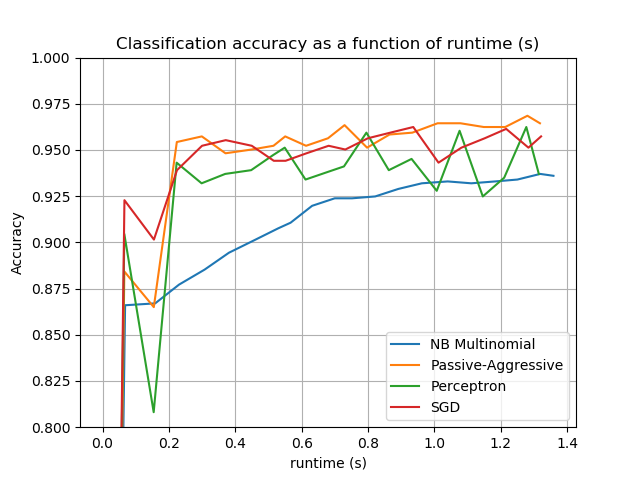 Classification accuracy as a function of runtime (s)
1.000
0.975
0.950
0.925
0.900
0.875
0.850
0.825
0.800
Accuracy
NB Multinomial
Passive-Aggressive
Perceptron
SGD
0.0 0.2 0.4 0.6 0.8 1.0 1.2 1.4
runtime (s)